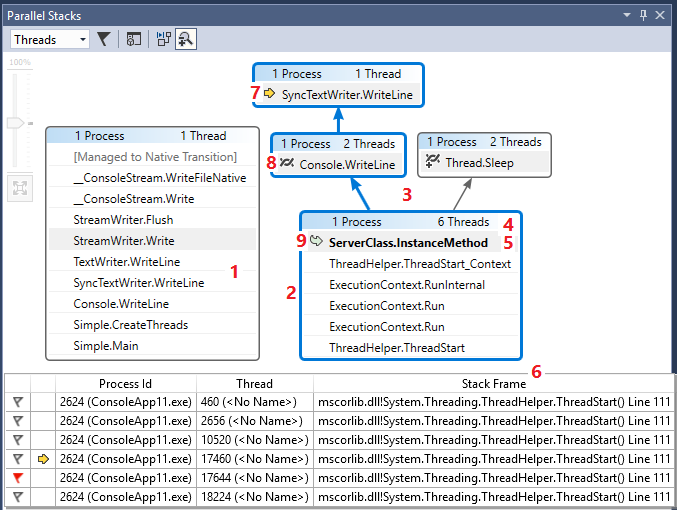 Parallel Stacks
Threads
100%
1 Process 1 Thread
7 SyncTextWriter.WriteLine
1 Process 1 Thread
[Managed to Native Transition]
__ConsoleStream.WriteFileNative
__ConsoleStream.Write
StreamWriter.Flush
StreamWriter.Write
TextWriter.WriteLine
SyncTextWriter.WriteLine
Console.WriteLine
Simple.CreateThreads
Simple.Main
1
1 Process 2 Threads
8 Console.WriteLine
1 Process 2 Threads
Thread.Sleep
3
1 Process 6 Threads 4
9 ServerClass.InstanceMethod 5
ThreadHelper.ThreadStart_Context
2 ExecutionContext.RunInternal
ExecutionContext.Run
ExecutionContext.Run
ThreadHelper.ThreadStart
6
Process Id Thread Stack Frame
2624 (ConsoleApp11.exe) 460 (<No Name>) mscorlib.dll!System.Threading.ThreadHelper.ThreadStart() Line 111
2624 (ConsoleApp11.exe) 2656 (<No Name>) mscorlib.dll!System.Threading.ThreadHelper.ThreadStart() Line 111
2624 (ConsoleApp11.exe) 10520 (<No Name>) mscorlib.dll!System.Threading.ThreadHelper.ThreadStart() Line 111
2624 (ConsoleApp11.exe) 17460 (<No Name>) mscorlib.dll!System.Threading.ThreadHelper.ThreadStart() Line 111
2624 (ConsoleApp11.exe) 17644 (<No Name>) mscorlib.dll!System.Threading.ThreadHelper.ThreadStart() Line 111
2624 (ConsoleApp11.exe) 18224 (<No Name>) mscorlib.dll!System.Threading.ThreadHelper.ThreadStart() Line 111